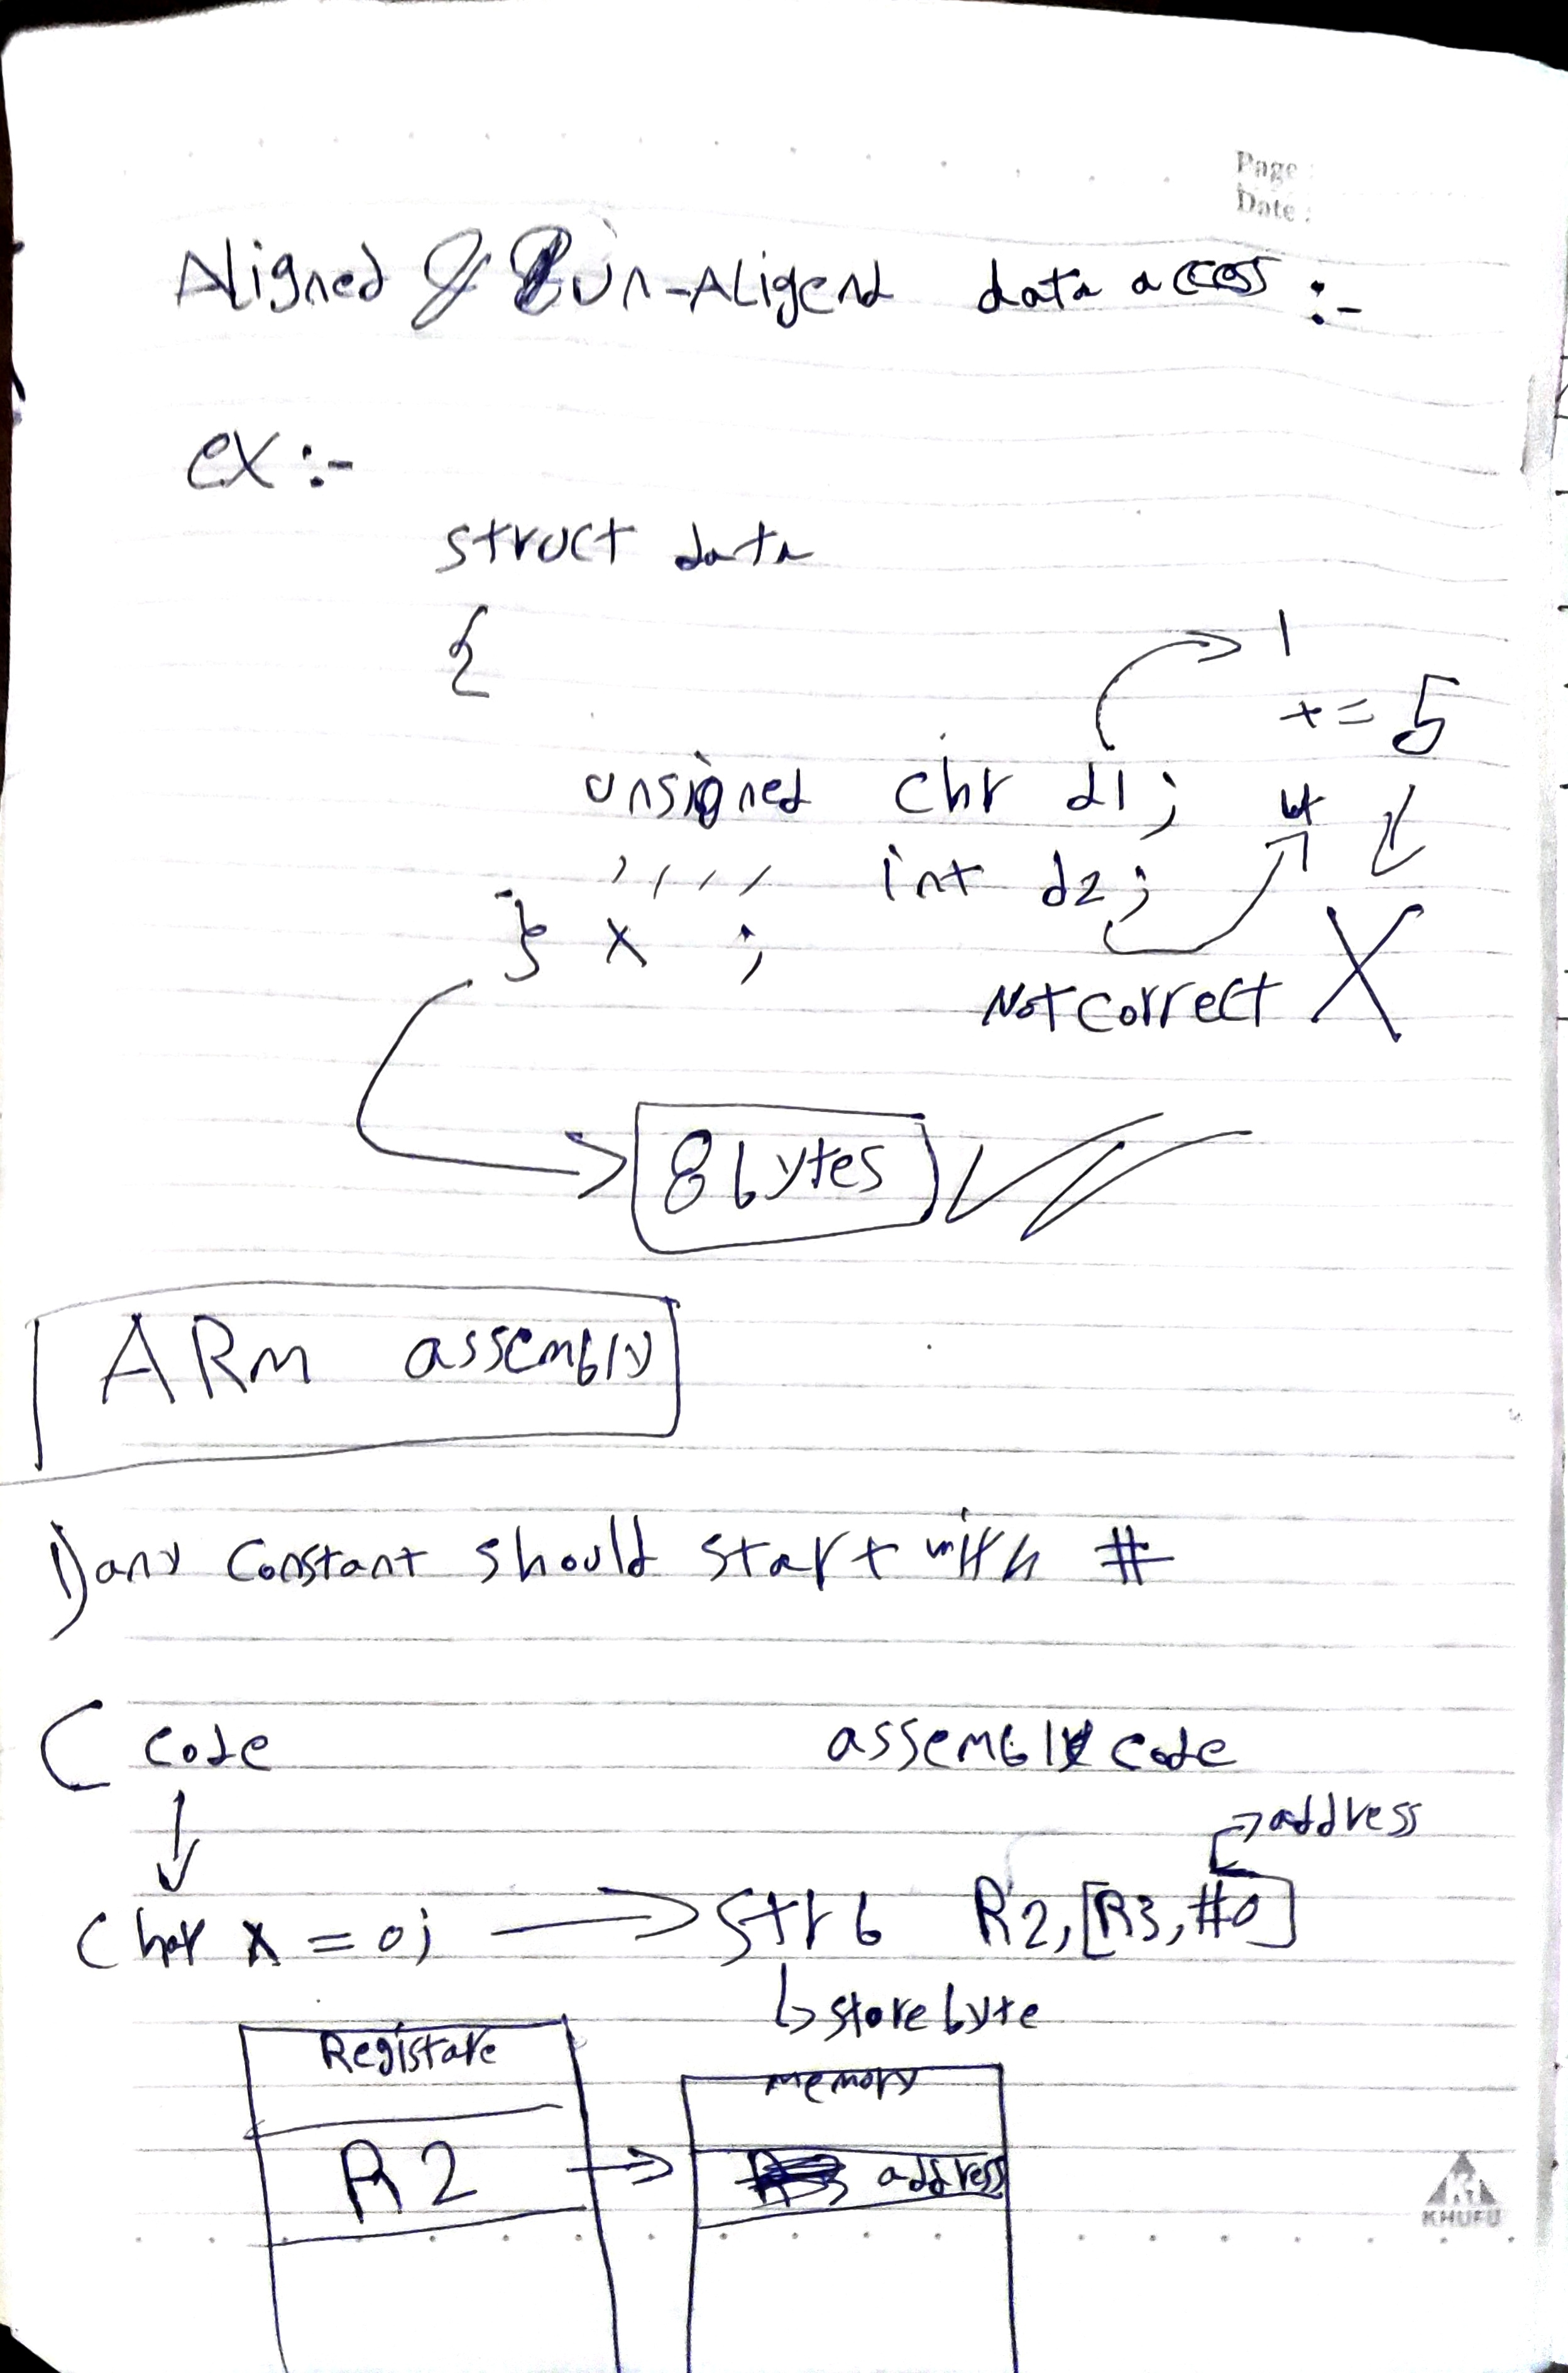 Page :
Date :
Aligned & un-Aligend data access :-
ex :-
struct data
{
1
+= 5
unsigned chr d1; 4
,,,, int d2;
} x ;
Not correct X
8 bytes
ARm assembly
1) any constant should start with #
C code assembly code
address
Char x = 0; strb R2,[R3,#0]
store byte
Registare
memory
R2
address
KHUFU